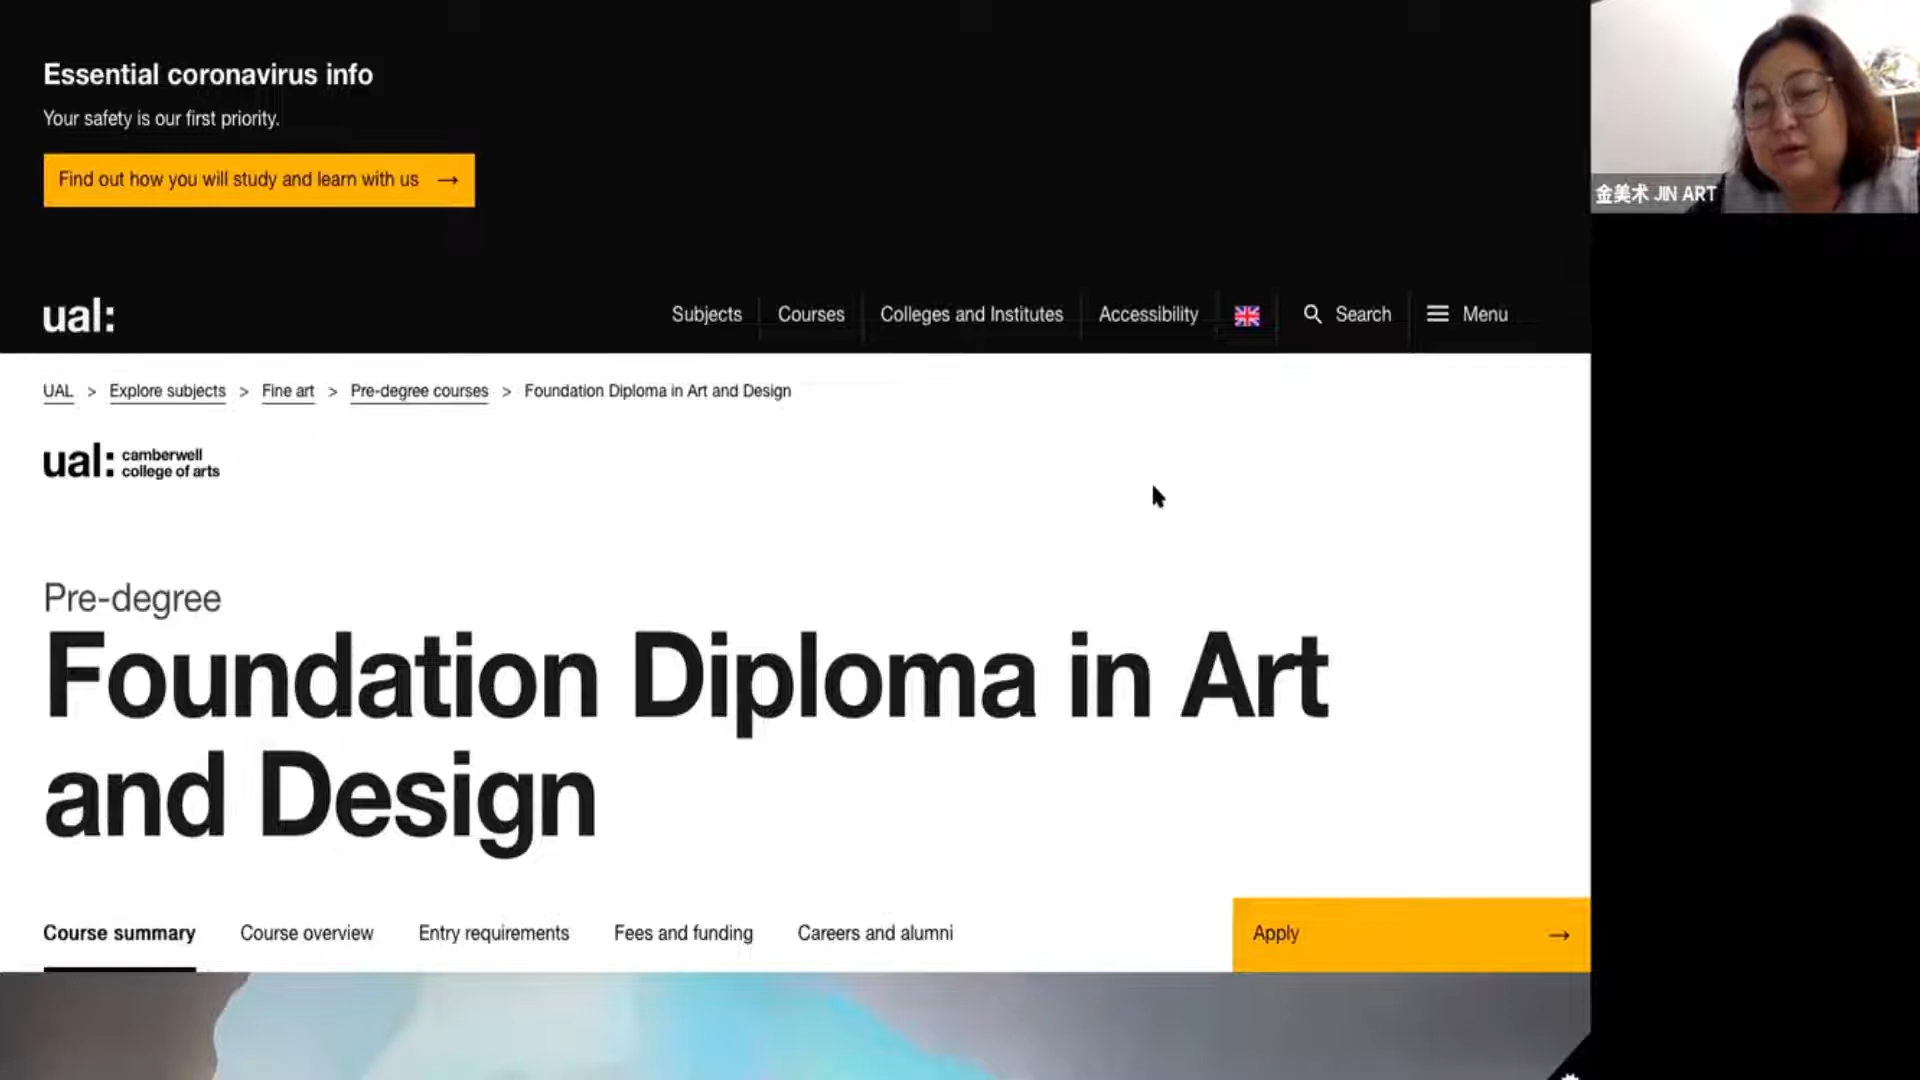 Essential coronavirus info
Your safety is our first priority.
Find out how you will study and learn with us →
金美术 JIN ART
ual:
Subjects
Courses
Colleges and Institutes
Accessibility
Search
Menu
UAL > Explore subjects > Fine art > Pre-degree courses > Foundation Diploma in Art and Design
ual: camberwell
college of arts
Pre-degree
Foundation Diploma in Art
and Design
Course summary
Course overview
Entry requirements
Fees and funding
Careers and alumni
Apply →